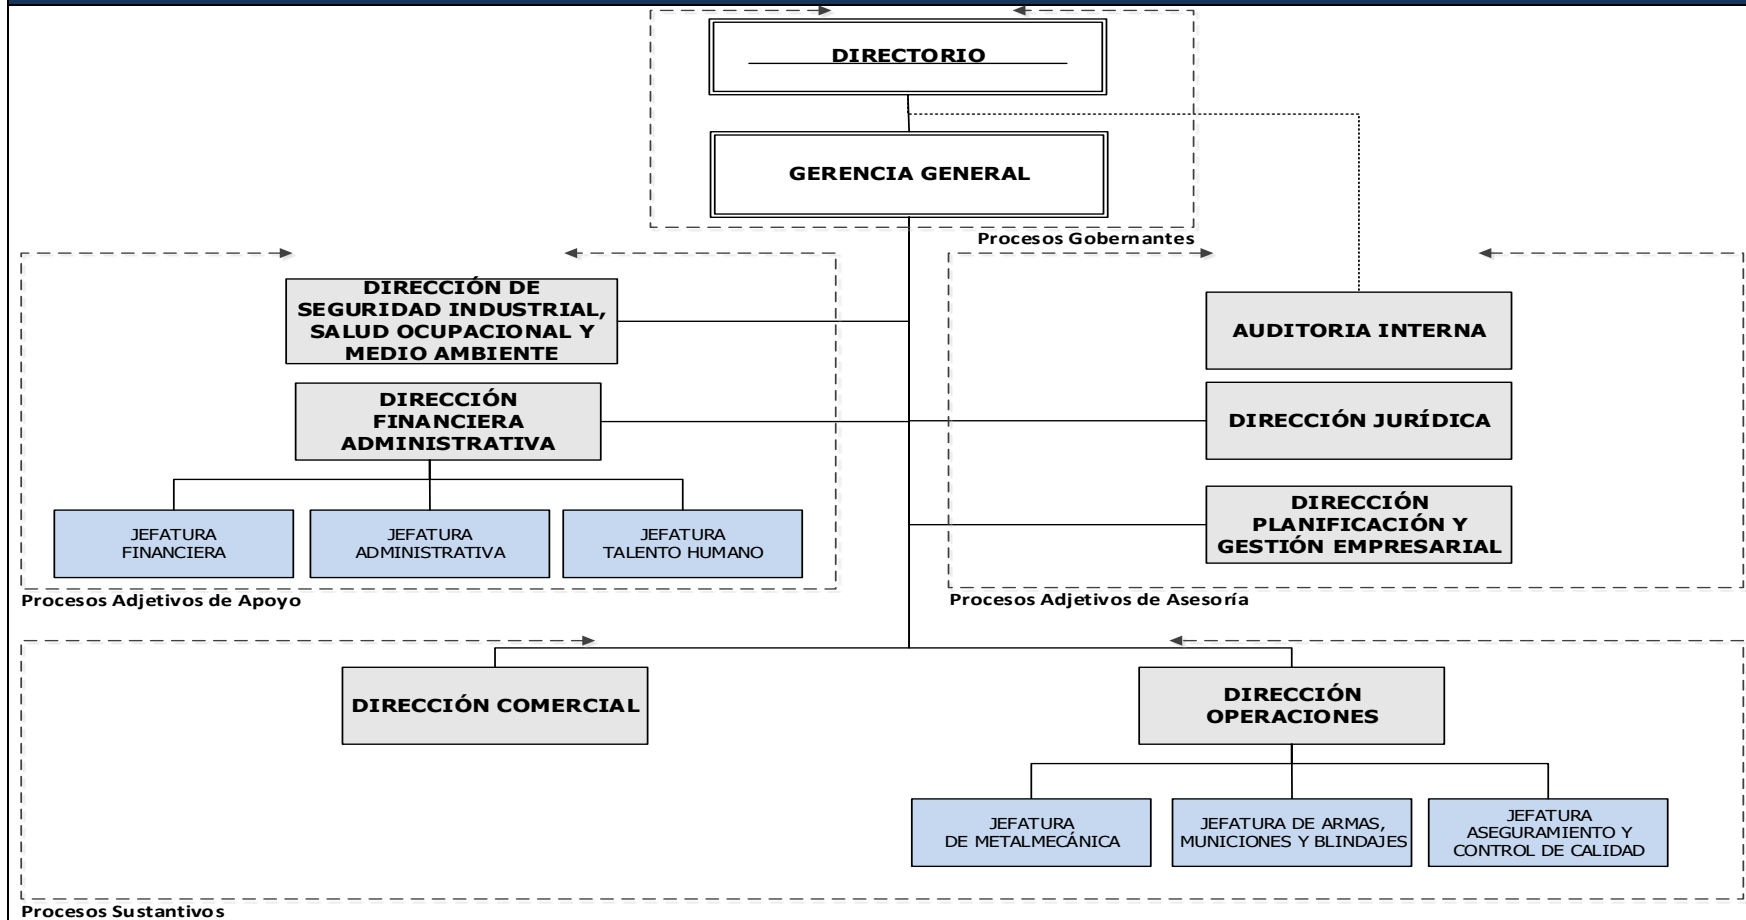 DIRECTORIO
GERENCIA GENERAL
Procesos Gobernantes
DIRECCIÓN DE
SEGURIDAD INDUSTRIAL,
SALUD OCUPACIONAL Y
MEDIO AMBIENTE
DIRECCIÓN
FINANCIERA
ADMINISTRATIVA
JEFATURA
FINANCIERA
JEFATURA
ADMINISTRATIVA
JEFATURA
TALENTO HUMANO
Procesos Adjetivos de Apoyo
AUDITORIA INTERNA
DIRECCIÓN JURÍDICA
DIRECCIÓN
PLANIFICACIÓN Y
GESTIÓN EMPRESARIAL
Procesos Adjetivos de Asesoría
DIRECCIÓN COMERCIAL
DIRECCIÓN
OPERACIONES
JEFATURA
DE METALMECÁNICA
JEFATURA DE ARMAS,
MUNICIONES Y BLINDAJES
JEFATURA
ASEGURAMIENTO Y
CONTROL DE CALIDAD
Procesos Sustantivos